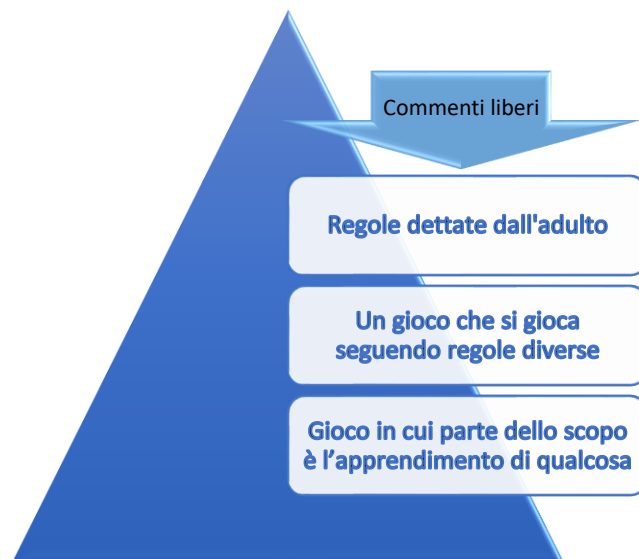 Commenti liberi
Regole dettate dall'adulto
Un gioco che si gioca
seguendo regole diverse
Gioco in cui parte dello scopo
è l’apprendimento di qualcosa